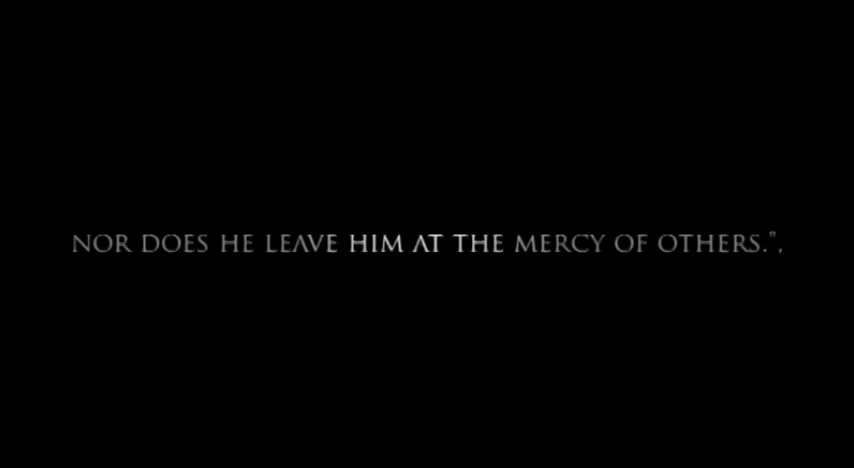 NOR DOES HE LEAVE HIM AT THE MERCY OF OTHERS.",